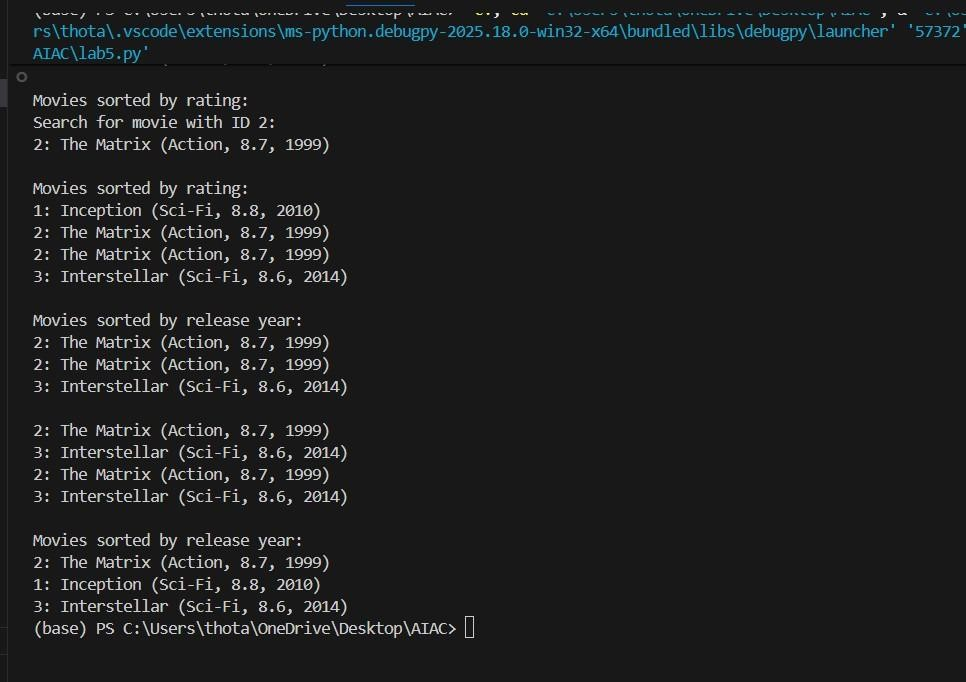 rs\thota\.vscode\extensions\ms-python.debugpy-2025.18.0-win32-x64\bundled\libs\debugpy\launcher' '57372'
AIAC\lab5.py'
Movies sorted by rating:
Search for movie with ID 2:
2: The Matrix (Action, 8.7, 1999)
Movies sorted by rating:
1: Inception (Sci-Fi, 8.8, 2010)
2: The Matrix (Action, 8.7, 1999)
2: The Matrix (Action, 8.7, 1999)
3: Interstellar (Sci-Fi, 8.6, 2014)
Movies sorted by release year:
2: The Matrix (Action, 8.7, 1999)
2: The Matrix (Action, 8.7, 1999)
3: Interstellar (Sci-Fi, 8.6, 2014)
2: The Matrix (Action, 8.7, 1999)
3: Interstellar (Sci-Fi, 8.6, 2014)
2: The Matrix (Action, 8.7, 1999)
3: Interstellar (Sci-Fi, 8.6, 2014)
Movies sorted by release year:
2: The Matrix (Action, 8.7, 1999)
1: Inception (Sci-Fi, 8.8, 2010)
3: Interstellar (Sci-Fi, 8.6, 2014)
(base) PS C:\Users\thota\OneDrive\Desktop\AIAC>